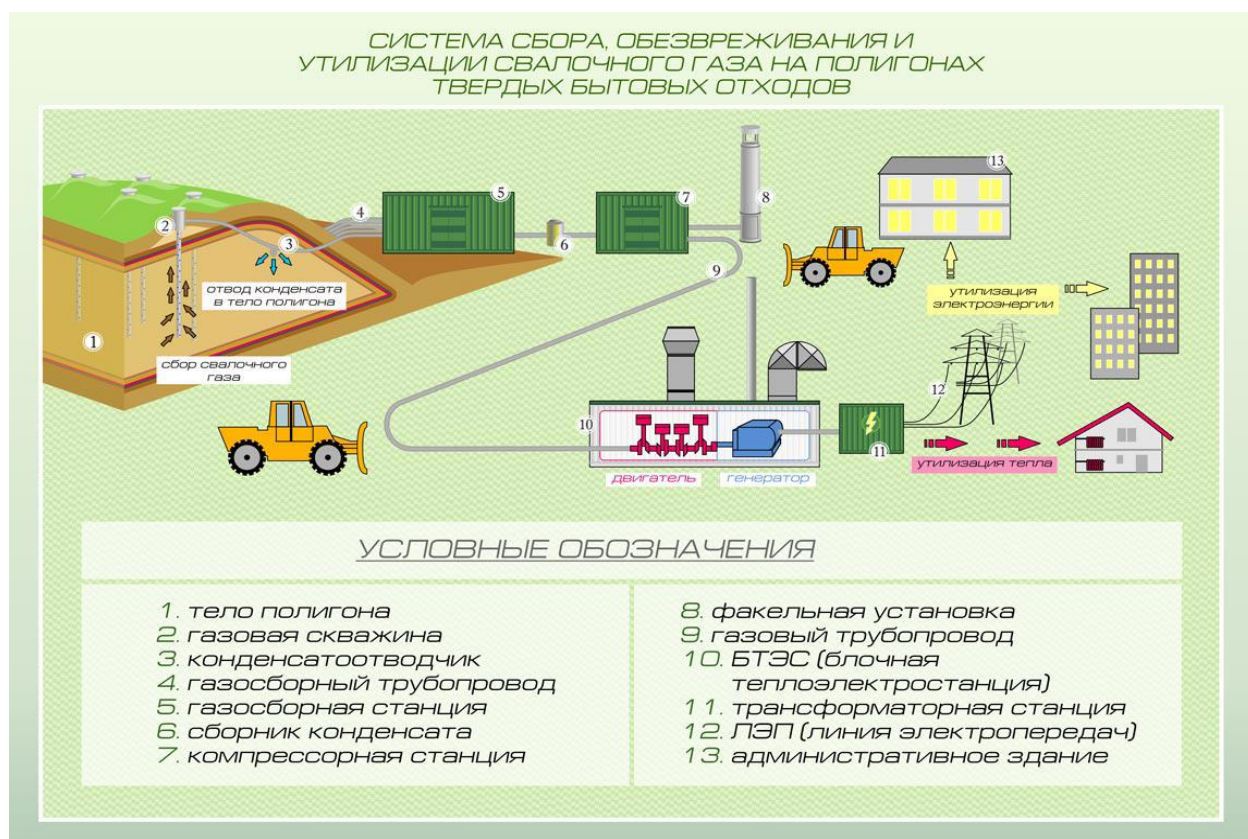 СИСТЕМА СБОРА, ОБЕЗВРЕЖИВАНИЯ И
УТИЛИЗАЦИИ СВАЛОЧНОГО ГАЗА НА ПОЛИГОНАХ
ТВЕРДЫХ БЫТОВЫХ ОТХОДОВ
1
2
3
4
5
6
7
8
9
10
11
12
13
отвод конденсата
в тело полигона
сбор свалочного
газа
утилизация
электроэнергии
двигатель
генератор
утилизация тепла
УСЛОВНЫЕ ОБОЗНАЧЕНИЯ
1. тело полигона
2. газовая скважина
3. конденсатоотводчик
4. газосборный трубопровод
5. газосборная станция
6. сборник конденсата
7. компрессорная станция
8. факельная установка
9. газовый трубопровод
10. БТЭС (блочная
теплоэлектростанция)
11. трансформаторная станция
12. ЛЭП (линия электропередач)
13. административное здание